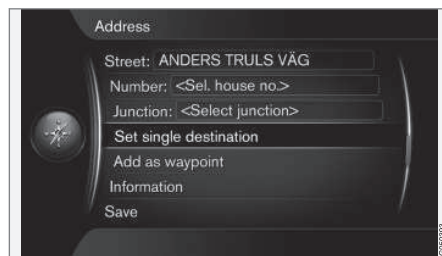 Address
Street: ANDERS TRULS VÄG
Number: <Sel. house no.>
Junction: <Select junction>
Set single destination
Add as waypoint
Information
Save